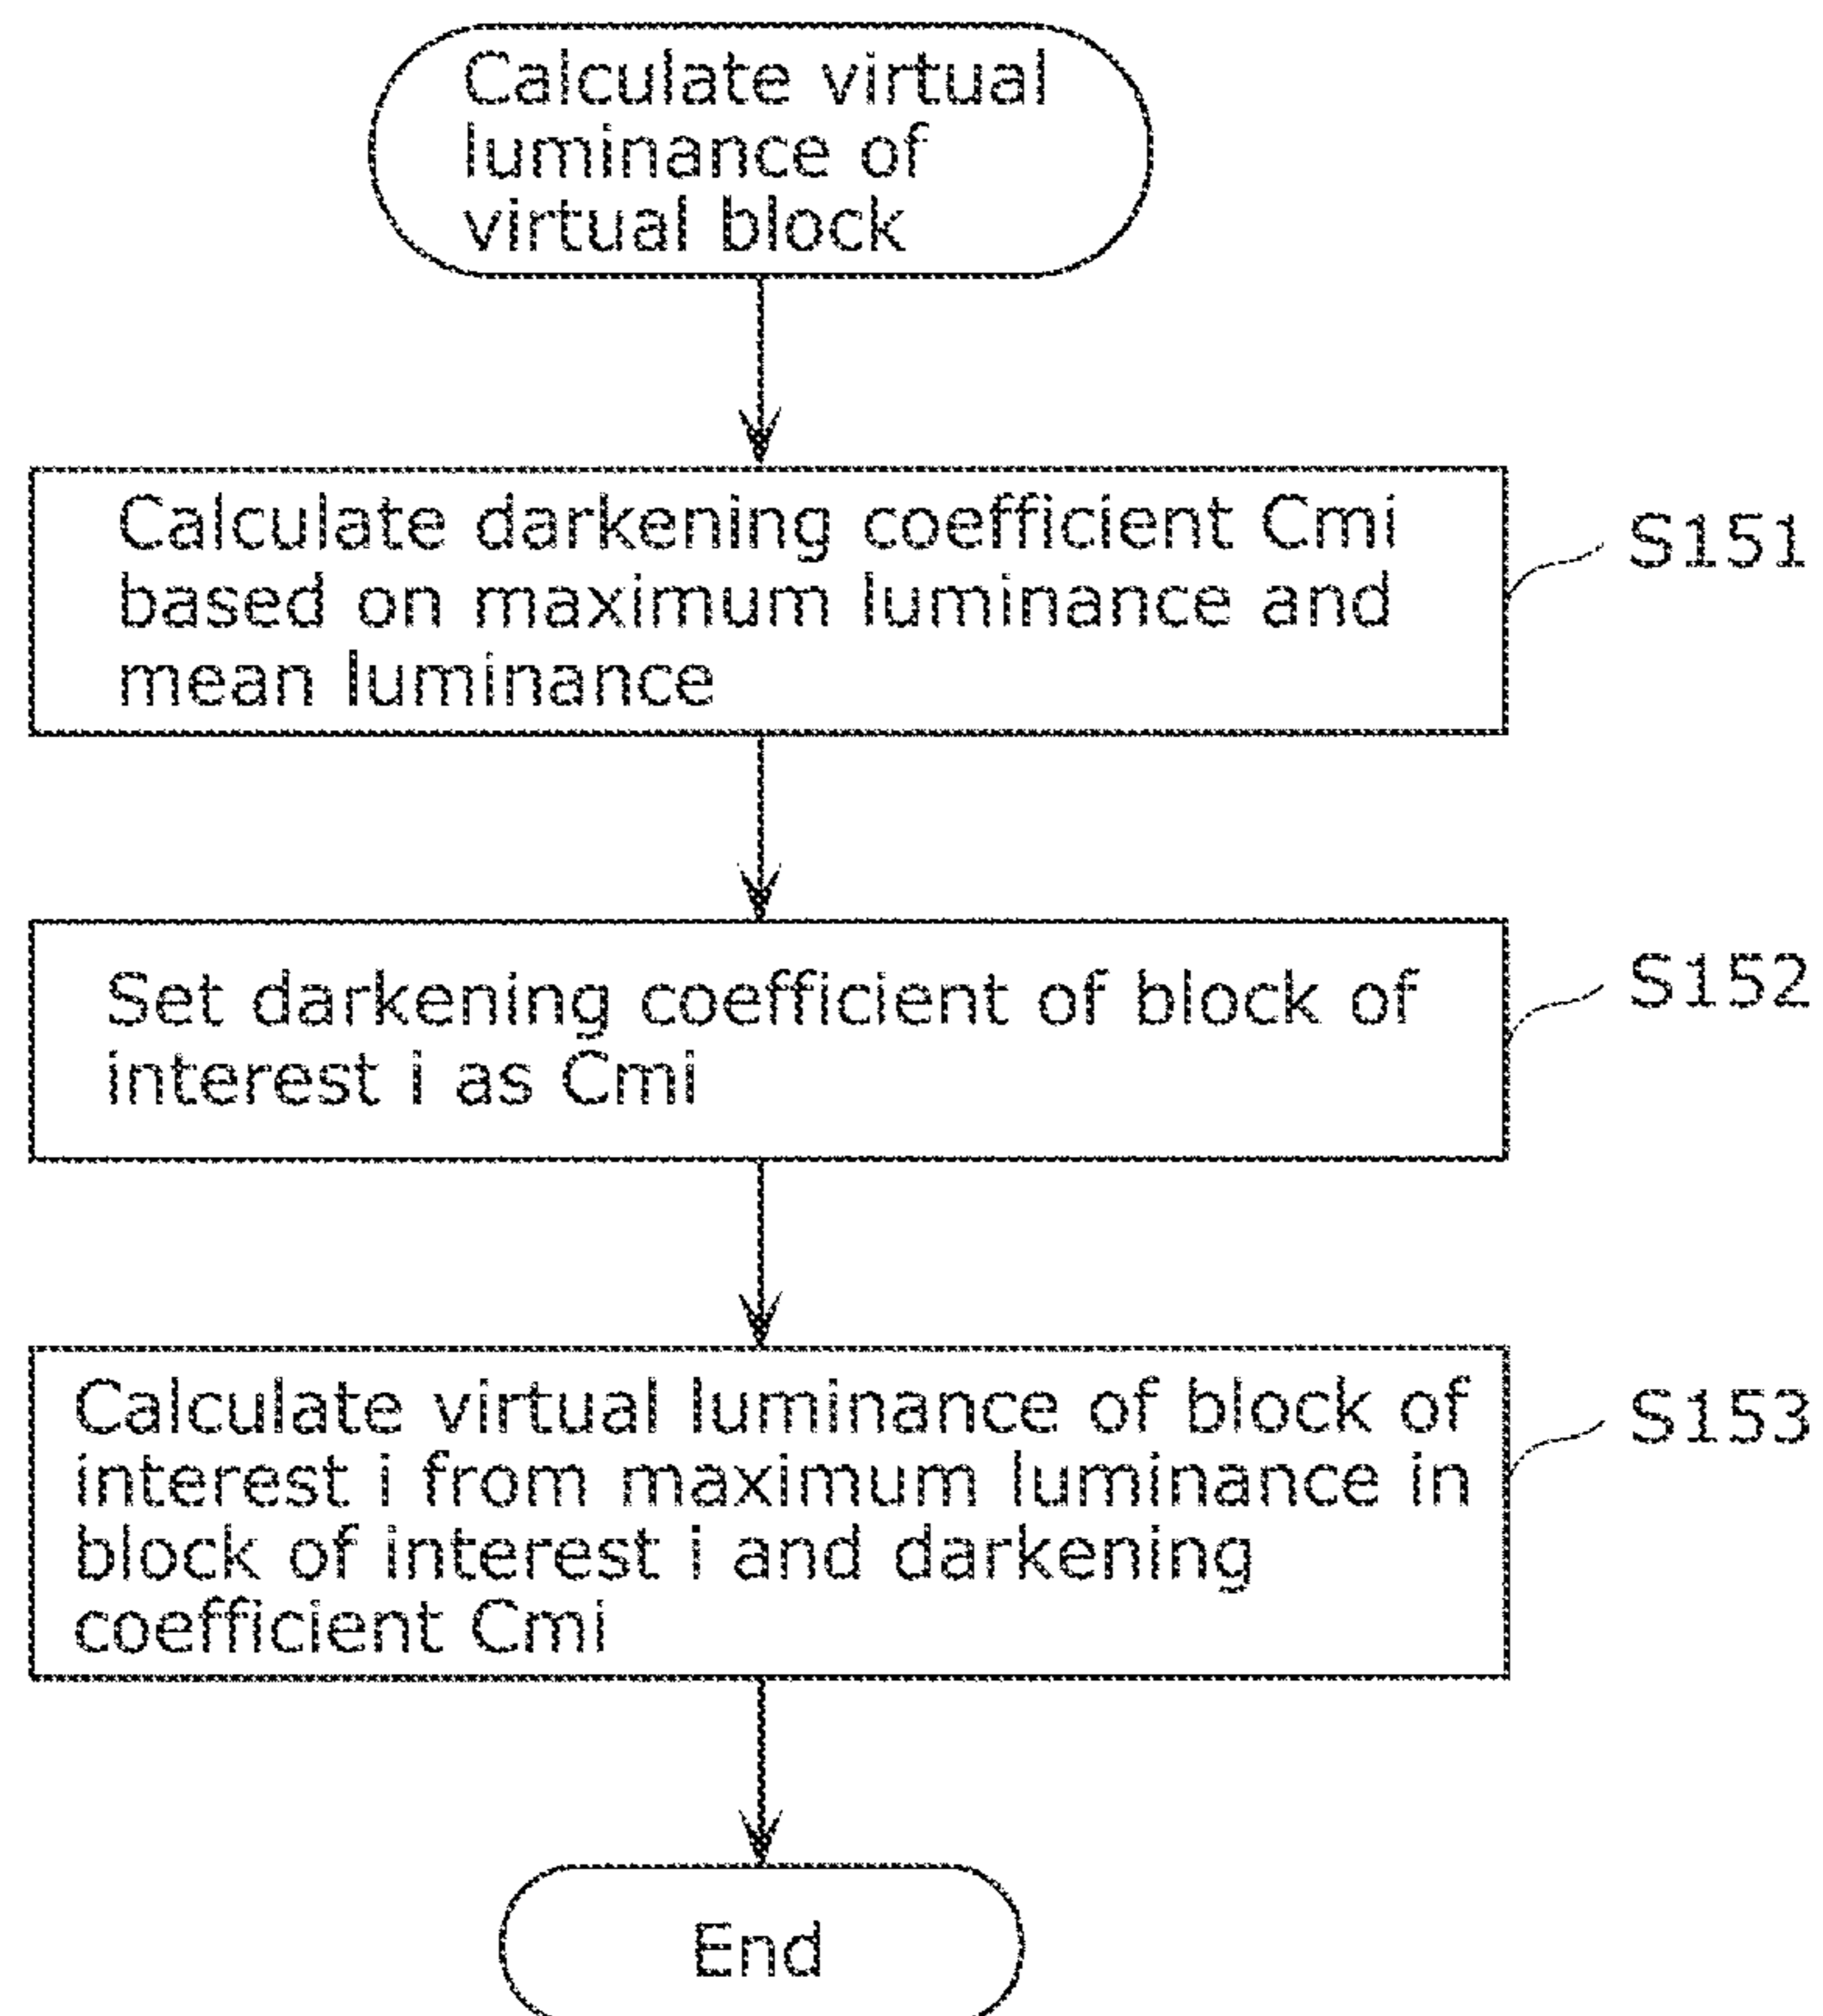 Calculate virtual
luminance of
virtual block
Calculate darkening coefficient Cmi
based on maximum luminance and
mean luminance
S151
Set darkening coefficient of block of
interest i as Cmi
S152
Calculate virtual luminance of block of
interest i from maximum luminance in
block of interest i and darkening
coefficient Cmi
S153
End